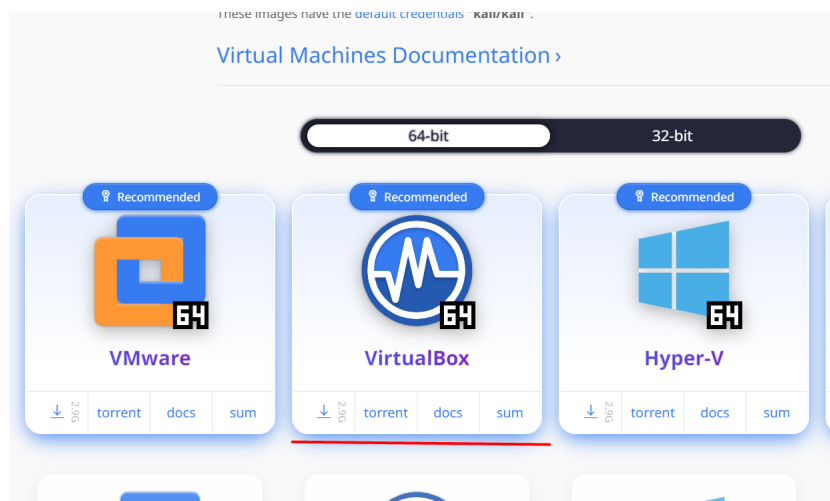 These images have the default credentials "kali/kali".
Virtual Machines Documentation ›
64-bit
32-bit
Recommended
Recommended
Recommended
64
64
64
VMware
VirtualBox
Hyper-V
2.9G torrent docs sum
2.9G torrent docs sum
2.9G torrent docs sum